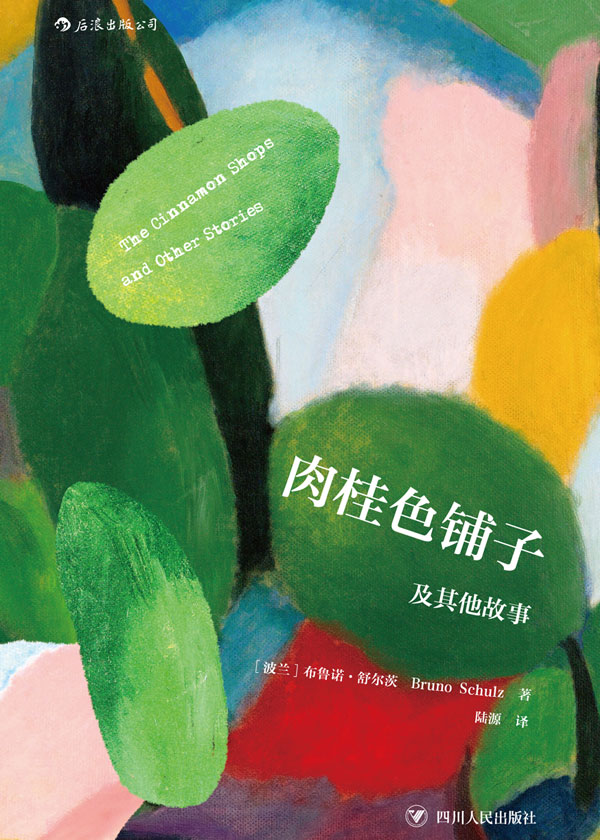 后浪出版公司
The Cinnamon Shops
and Other Stories
肉桂色铺子
及其他故事
［波兰］布鲁诺·舒尔茨 Bruno Schulz 著
陆源 译
四川人民出版社